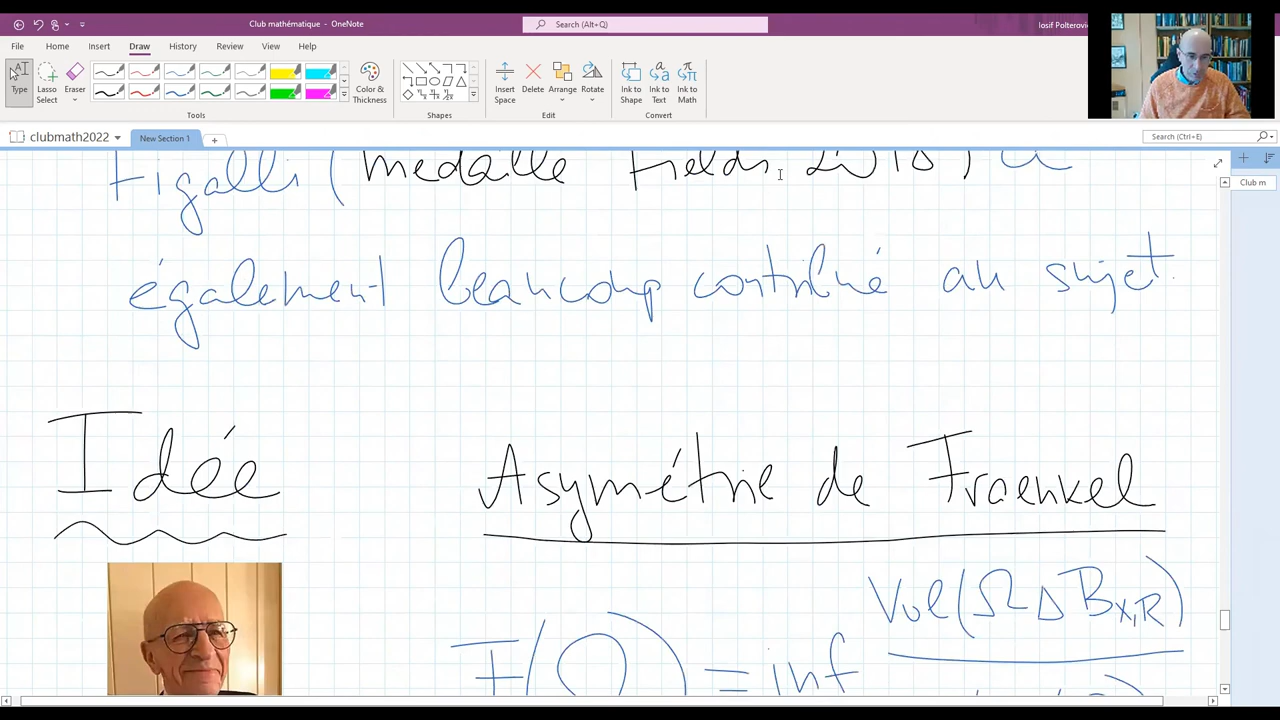 Club mathématique - OneNote
Search (Alt+Q)
Iosif Polterovi
File Home Insert Draw History Review View Help
Type
Lasso Select
Eraser
Color & Thickness
Insert Space
Delete
Arrange
Rotate
Ink to Shape
Ink to Text
Ink to Math
Tools
Shapes
Edit
Convert
clubmath2022
New Section 1
Search (Ctrl+E)
Club m
Figalli (medaille Fields 2018) a
également beaucoup contribué au sujet.
Idée
Asymétrie de Fraenkel
Vol(Ω Δ B_{X,R})
F(Ω) = inf